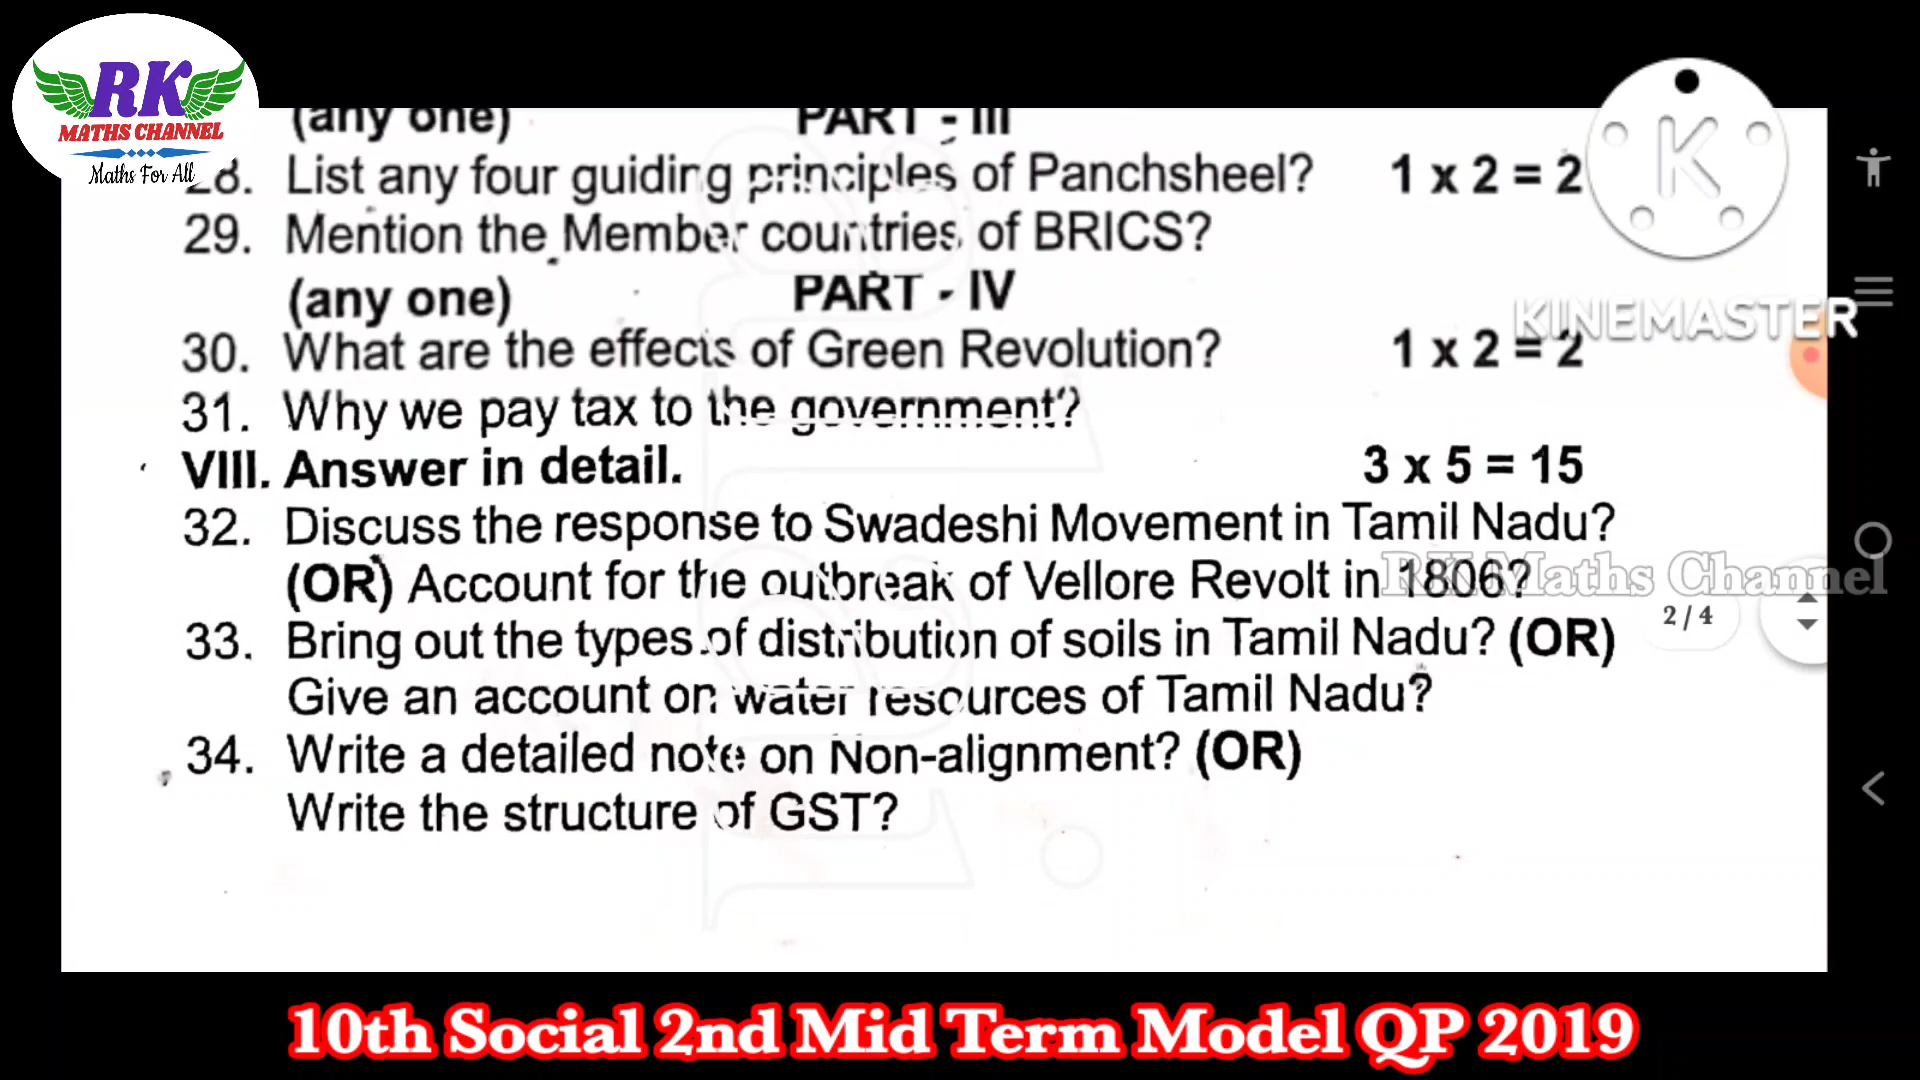 RK
MATHS CHANNEL
Maths For All
(any one) PART - III
28. List any four guiding principles of Panchsheel? 1 x 2 = 2
29. Mention the Member countries of BRICS?
(any one) PART - IV
KINEMASTER
30. What are the effects of Green Revolution? 1 x 2 = 2
31. Why we pay tax to the government?
VIII. Answer in detail. 3 x 5 = 15
32. Discuss the response to Swadeshi Movement in Tamil Nadu?
(OR) Account for the outbreak of Vellore Revolt in 1806?
RK Maths Channel
2 / 4
33. Bring out the types of distribution of soils in Tamil Nadu? (OR)
Give an account on water resources of Tamil Nadu?
34. Write a detailed note on Non-alignment? (OR)
Write the structure of GST?
10th Social 2nd Mid Term Model QP 2019